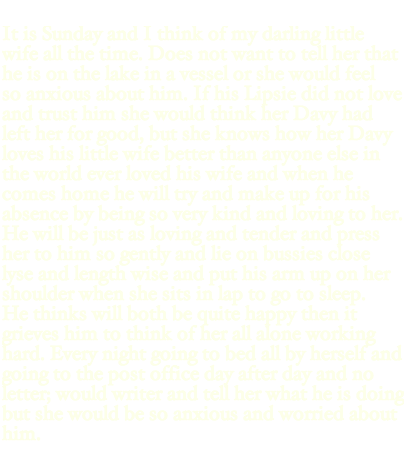 It is Sunday and I think of my darling little
wife all the time. Does not want to tell her that
he is on the lake in a vessel or she would feel
so anxious about him. If his Lizzie did not love
and trust him she would think her Davy had
left her for good, but she knows how her Davy
loves his little wife better than anyone else in
the world ever loved his wife and when he
comes home he will try and make up for his
absence by being so very kind and loving to her.
He will be just as loving and tender and press
her to him so gently and lie on bosoms close
eyes and length wise and put his arm up on her
shoulder when she sits in lap to go to sleep.
He thinks will both be quite happy then it
grieves him to think of her all alone working
hard. Every night going to bed all by herself and
going to the post office day after day and no
letters would write and tell her what he is doing
but she would be so anxious and worried about
him.